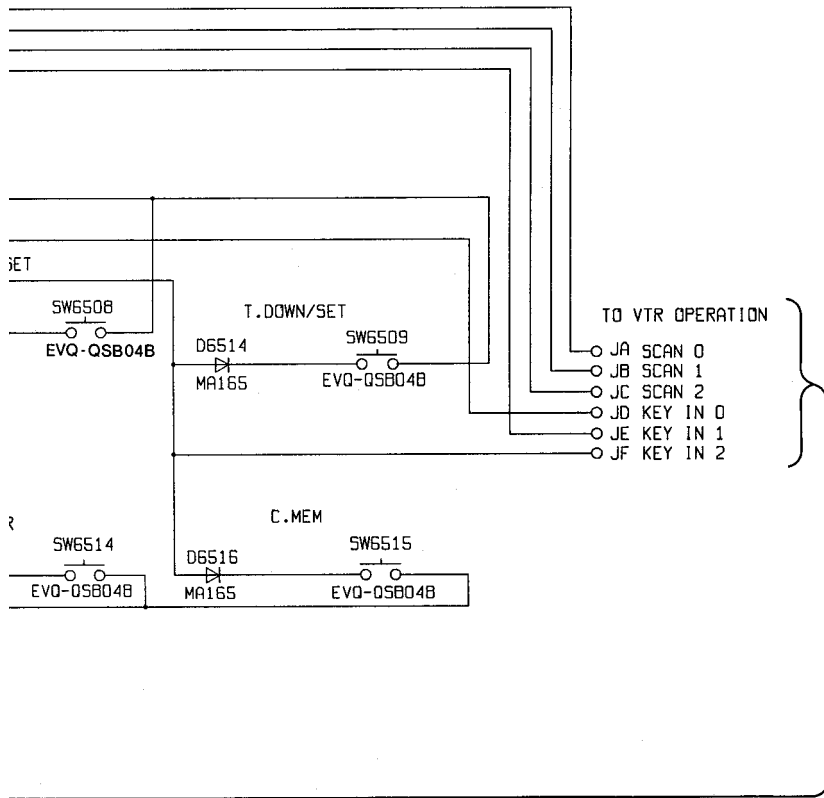 SET
SW6508
EVQ-QSB04B
T.DOWN/SET
D6514
MA165
SW6509
EVQ-QSB04B
TO VTR OPERATION
JA SCAN 0
JB SCAN 1
JC SCAN 2
JD KEY IN 0
JE KEY IN 1
JF KEY IN 2
R
SW6514
EVQ-QSB04B
C.MEM
D6516
MA165
SW6515
EVQ-QSB04B